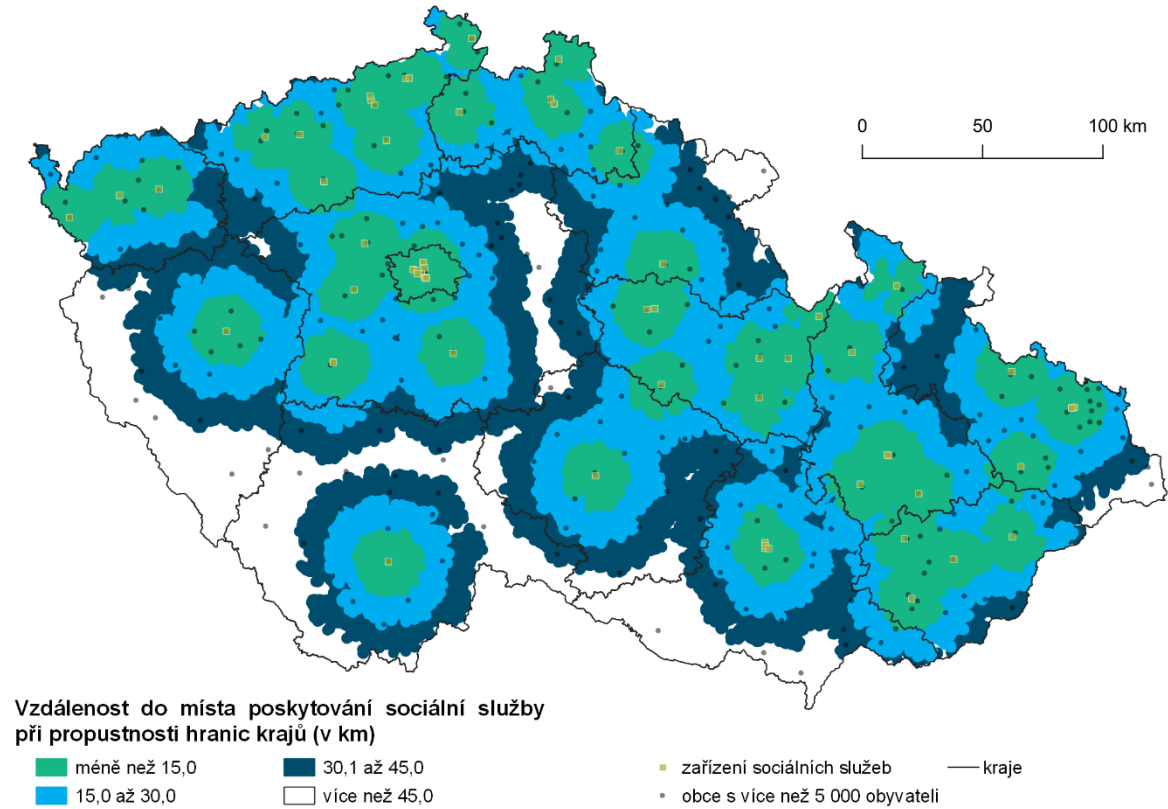 0 50 100 km
Vzdálenost do místa poskytování sociální služby
při propustnosti hranic krajů (v km)
méně než 15,0
30,1 až 45,0
zařízení sociálních služeb
kraje
15,0 až 30,0
více než 45,0
obce s více než 5 000 obyvateli